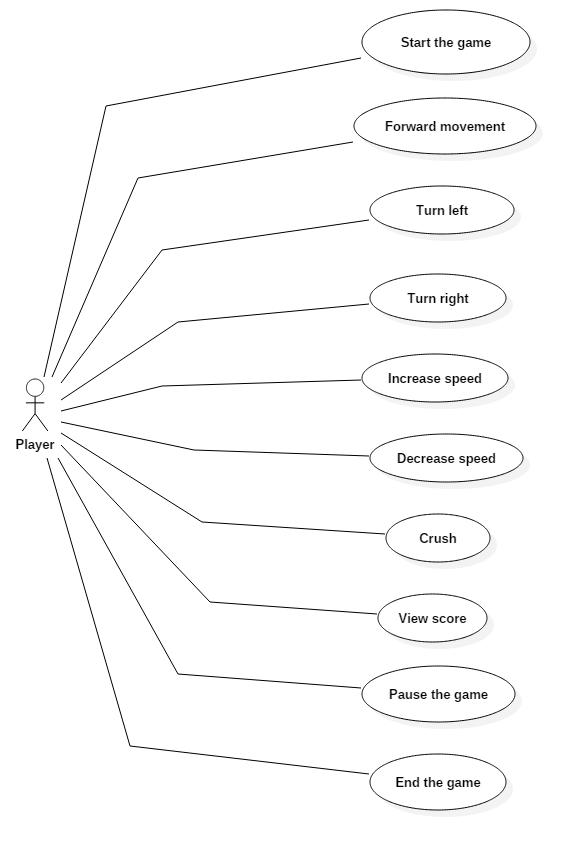 Start the game
Forward movement
Turn left
Turn right
Increase speed
Player
Decrease speed
Crush
View score
Pause the game
End the game